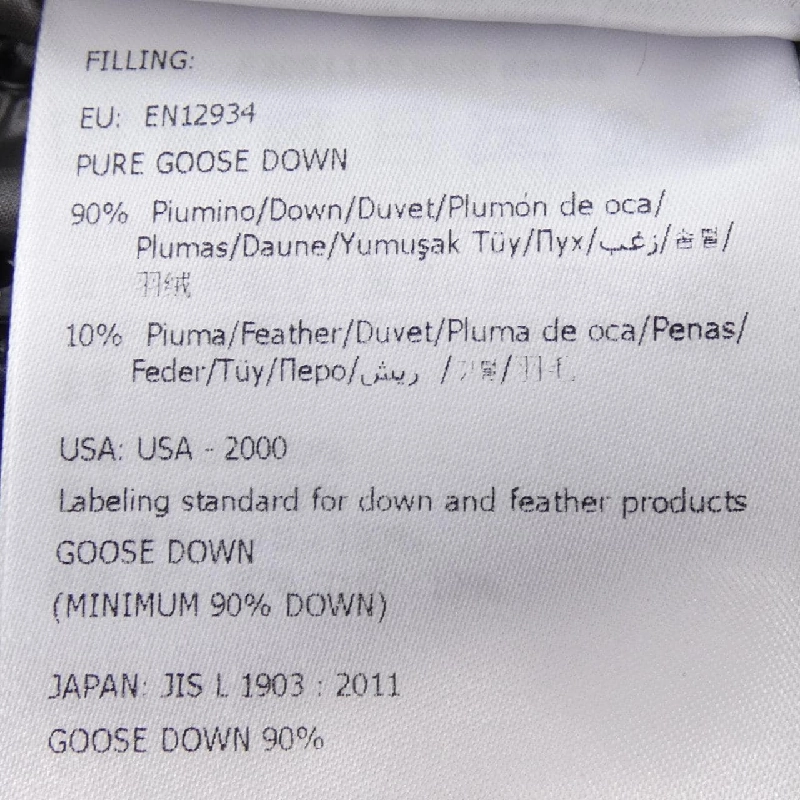 FILLING:
EU: EN12934
PURE GOOSE DOWN
90% Piumino/Down/Duvet/Plumón de oca/
Plumas/Daune/Yumuşak Tüy/Пух/زغب/솜털/
羽绒
10% Piuma/Feather/Duvet/Pluma de oca/Penas/
Feder/Tüy/Перо/ريش /
USA: USA - 2000
Labeling standard for down and feather products
GOOSE DOWN
(MINIMUM 90% DOWN)
JAPAN: JIS L 1903 : 2011
GOOSE DOWN 90%